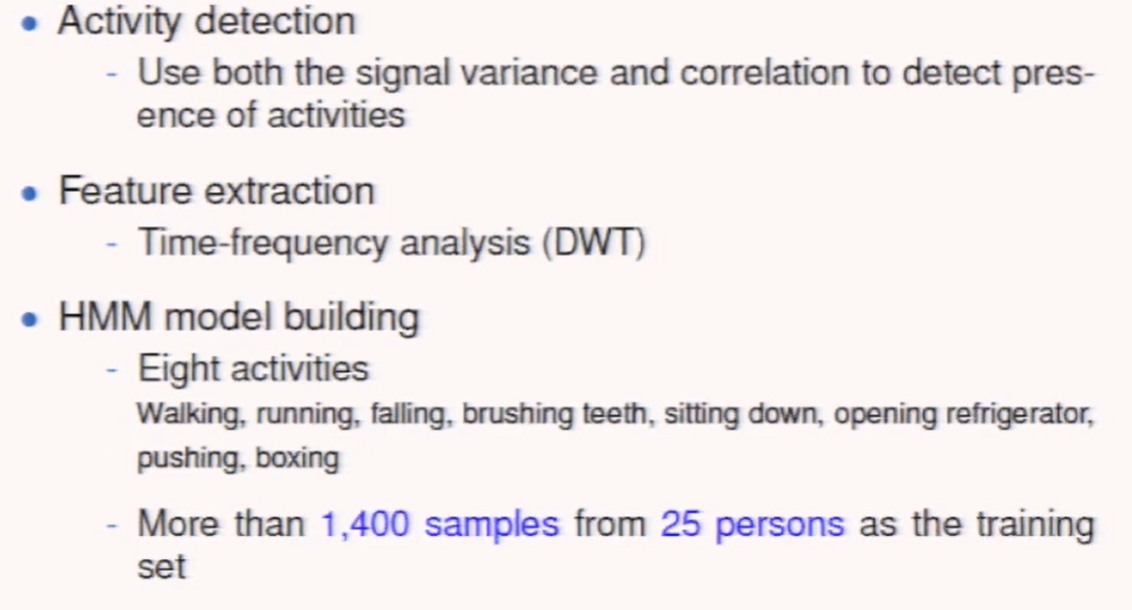 • Activity detection
- Use both the signal variance and correlation to detect pres-
ence of activities
• Feature extraction
- Time-frequency analysis (DWT)
• HMM model building
- Eight activities
Walking, running, falling, brushing teeth, sitting down, opening refrigerator,
pushing, boxing
- More than 1,400 samples from 25 persons as the training
set